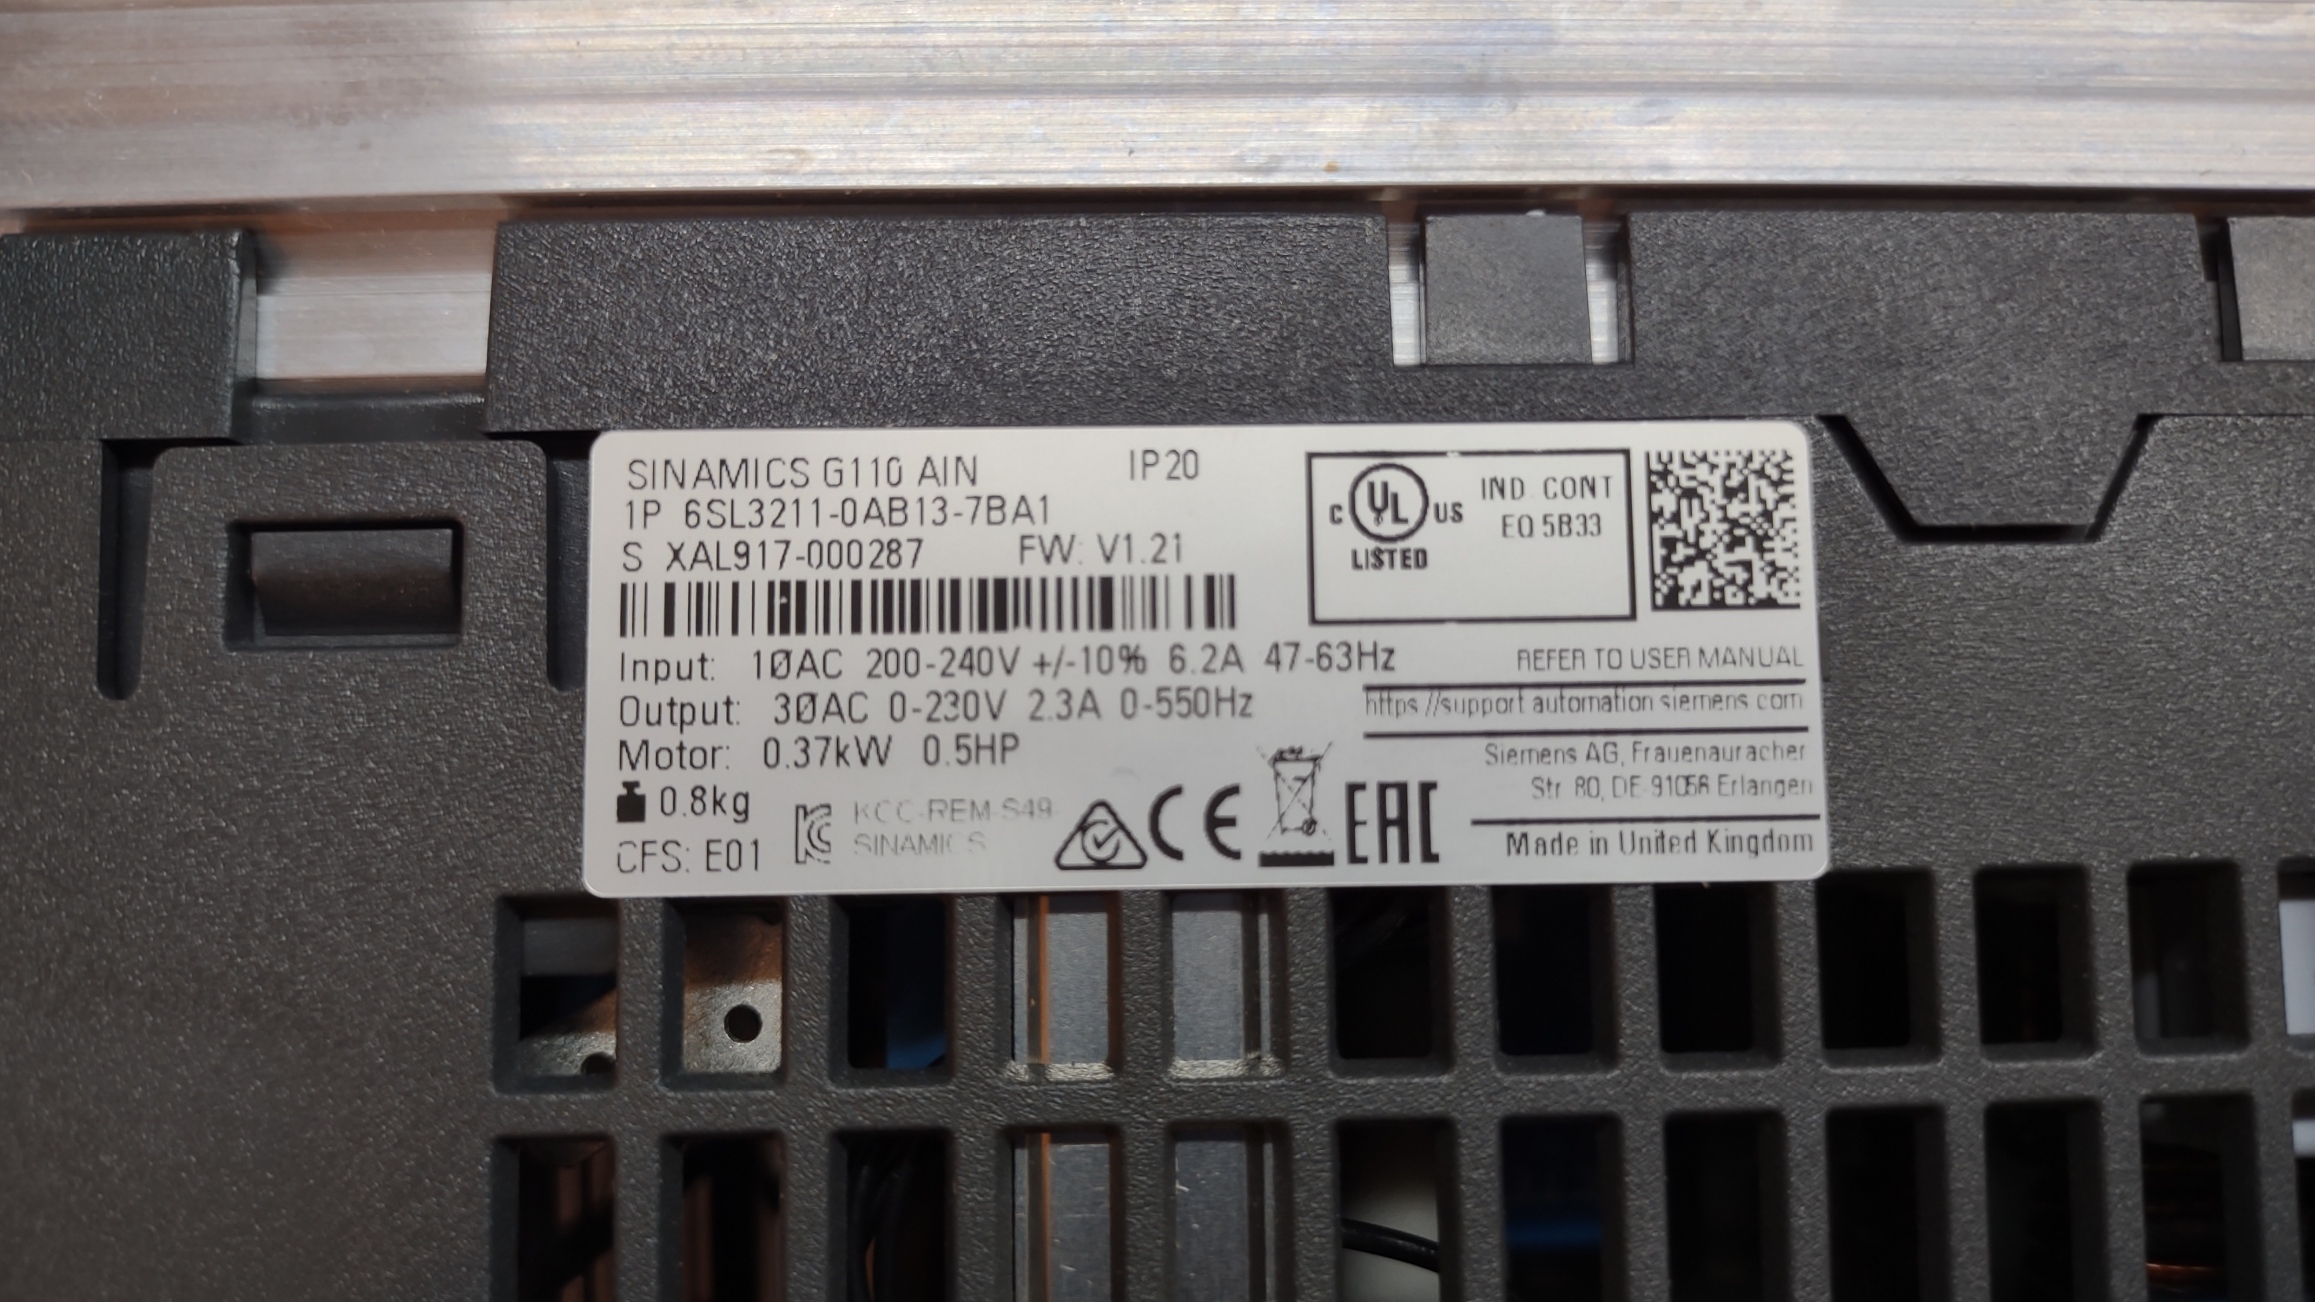 SINAMICS G110 AIN IP20
1P 6SL3211-0AB13-7BA1
S XAL917-000287 FW: V1.21
C UL US
LISTED
IND. CONT
EQ 5B33
Input: 1ØAC 200-240V +/-10% 6.2A 47-63Hz
Output: 3ØAC 0-230V 2.3A 0-550Hz
Motor: 0.37kW 0.5HP
0.8kg
CFS: E01
KCC-REM-S49-
SINAMICS
CE
EAC
REFER TO USER MANUAL
https://support.automation.siemens.com
Siemens AG, Frauenauracher
Str. 80, DE-91056 Erlangen
Made in United Kingdom